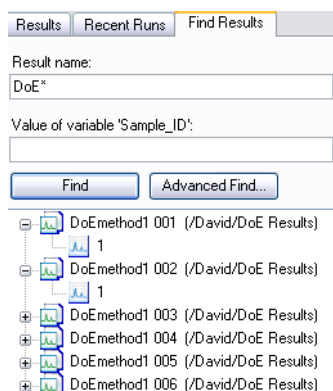 Results Recent Runs Find Results
Result name:
DoE*
Value of variable 'Sample_ID':
Find Advanced Find...
DoEmethod1 001 (/David/DoE Results)
1
DoEmethod1 002 (/David/DoE Results)
1
DoEmethod1 003 (/David/DoE Results)
DoEmethod1 004 (/David/DoE Results)
DoEmethod1 005 (/David/DoE Results)
DoEmethod1 006 (/David/DoE Results)